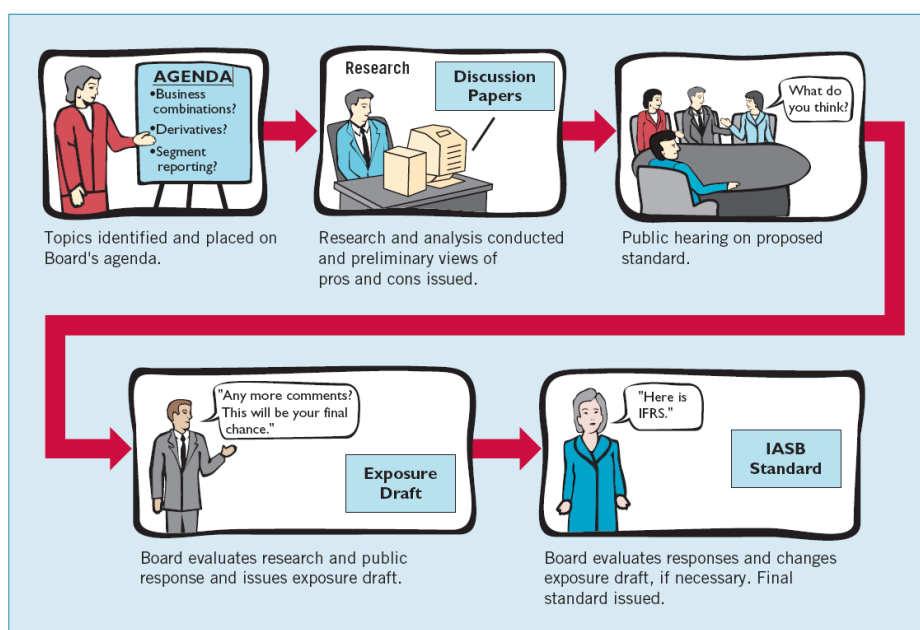 AGENDA
•Business
combinations?
•Derivatives?
•Segment
reporting?
Topics identified and placed on
Board's agenda.
Research
Discussion
Papers
Research and analysis conducted
and preliminary views of
pros and cons issued.
What do
you think?
Public hearing on proposed
standard.
"Any more comments?
This will be your final
chance."
Exposure
Draft
Board evaluates research and public
response and issues exposure draft.
"Here is
IFRS."
IASB
Standard
Board evaluates responses and changes
exposure draft, if necessary. Final
standard issued.